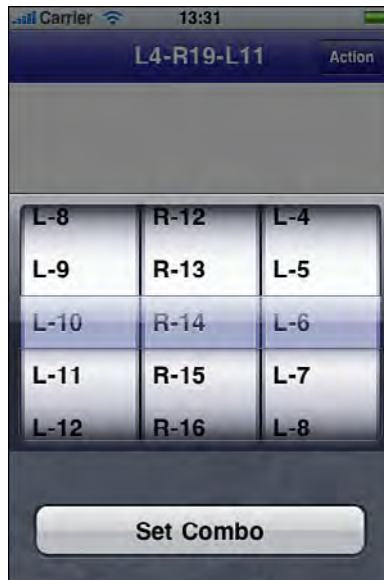 Carrier 13:31
L4-R19-L11 Action
L-8 R-12 L-4
L-9 R-13 L-5
L-10 R-14 L-6
L-11 R-15 L-7
L-12 R-16 L-8
Set Combo